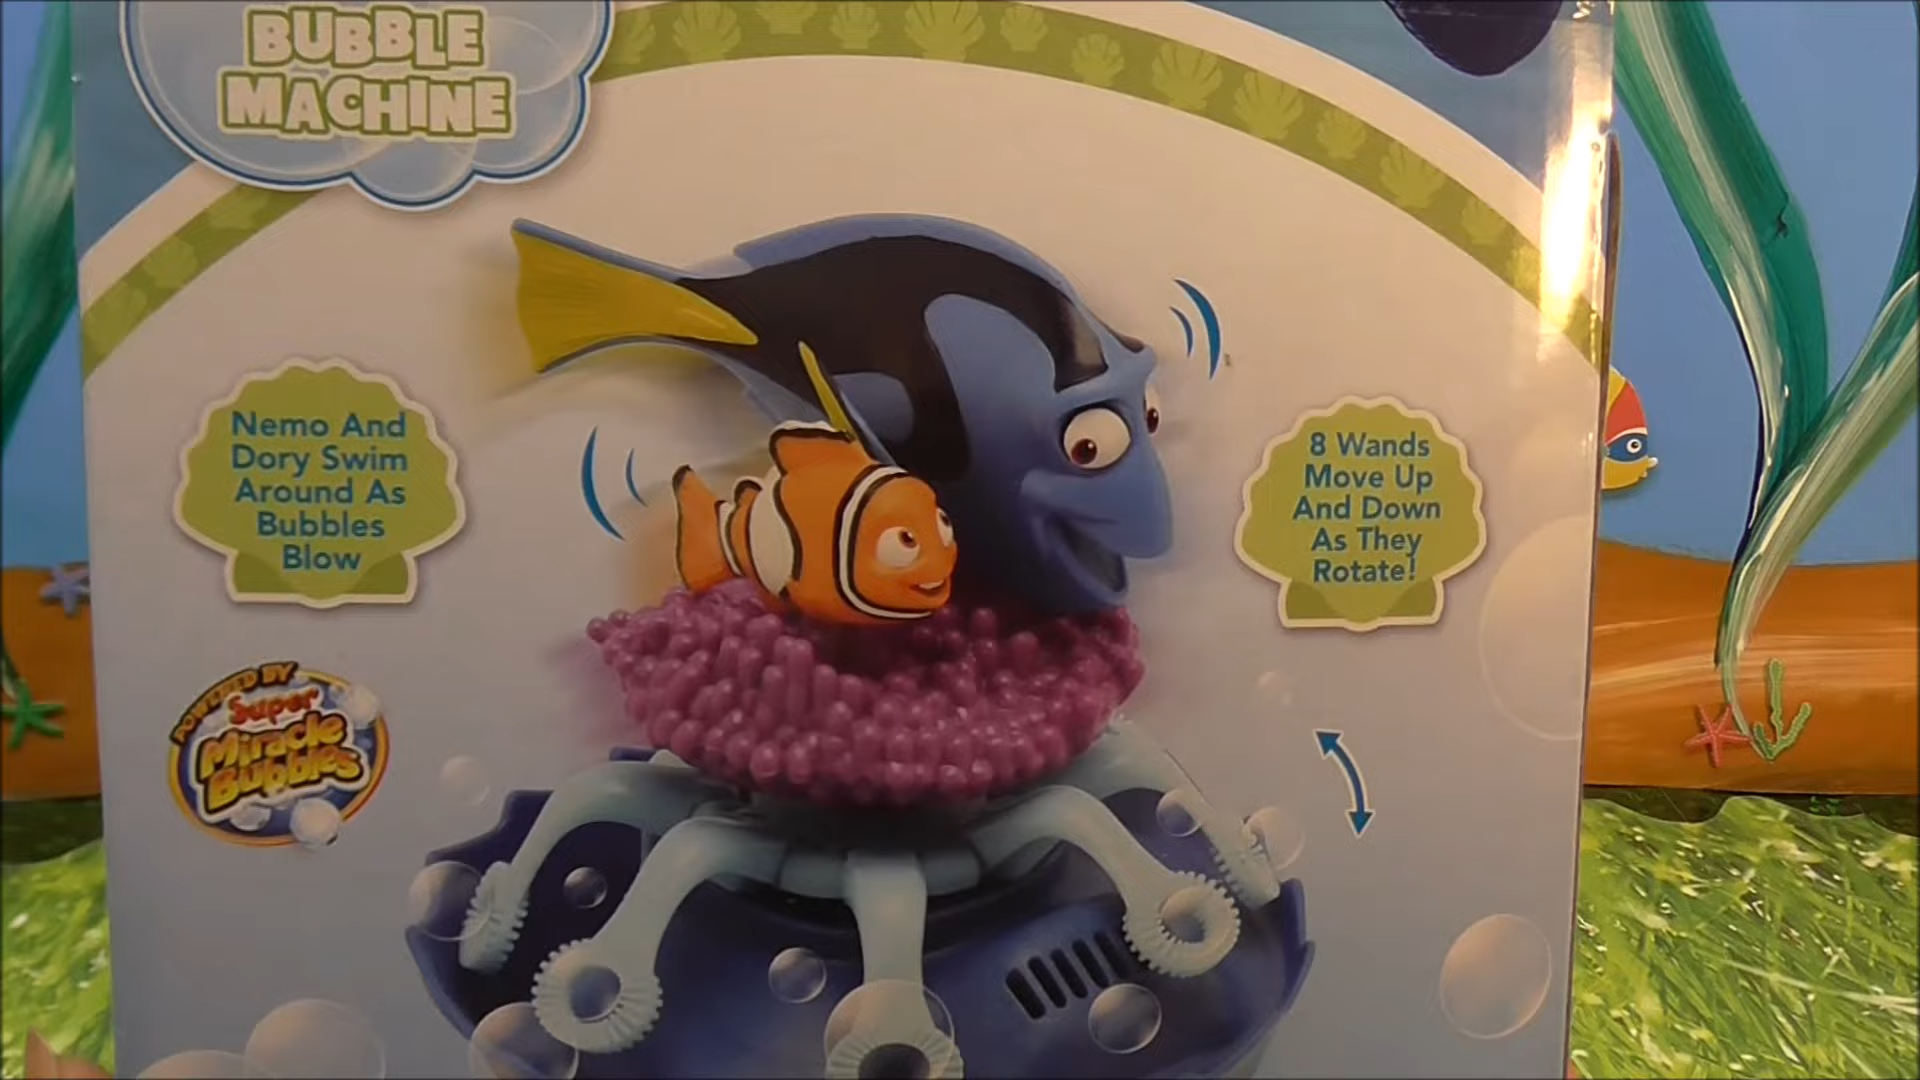 BUBBLE
MACHINE
Nemo And
Dory Swim
Around As
Bubbles
Blow
8 Wands
Move Up
And Down
As They
Rotate!
POWERED BY
Super
Miracle
Bubbles